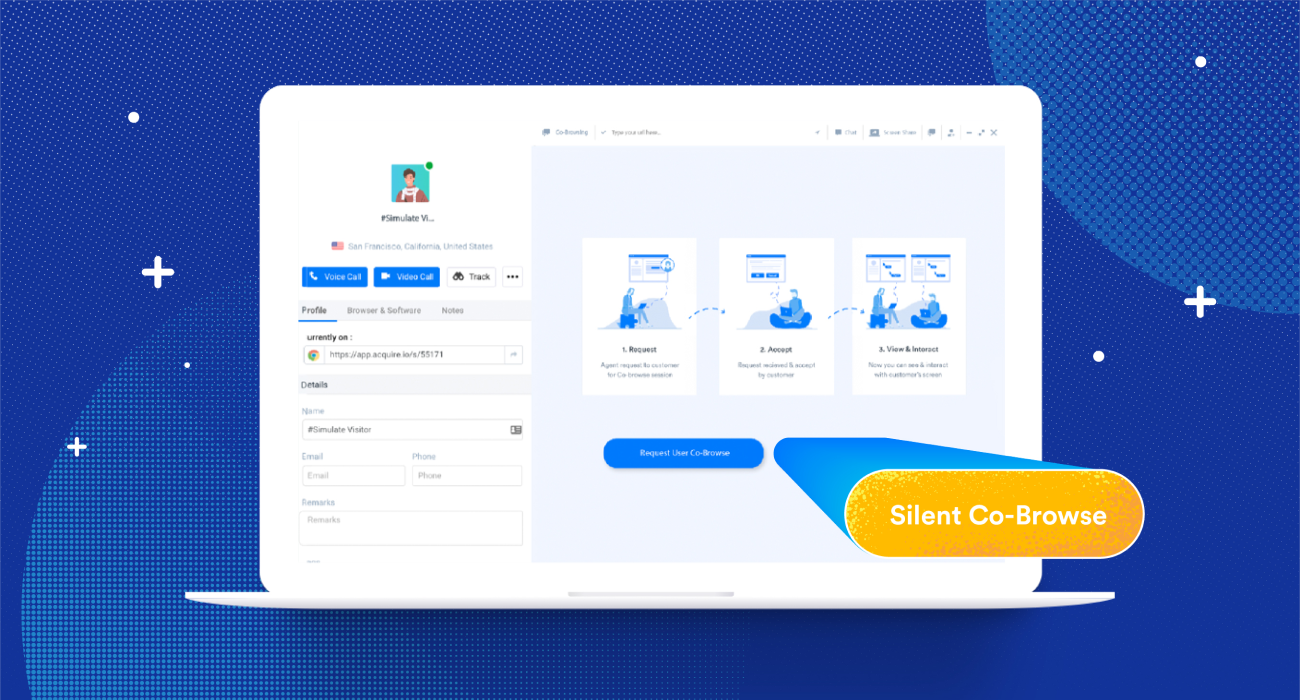 Co-Browsing
Type your url here...
Chat
Screen Share
#Simulate Vi...
San Francisco, California, United States
Voice Call
Video Call
Track
Profile
Browser & Software
Notes
urrently on :
https://app.acquire.io/s/55171
Details
Name
#Simulate Visitor
Email
Phone
Email
Phone
Remarks
Remarks
1. Request
Agent request to customer
for Co-browse session
2. Accept
Request recieved & accept
by customer
3. View & Interact
Now you can see & interact
with customer's screen
Request User Co-Browse
Silent Co-Browse